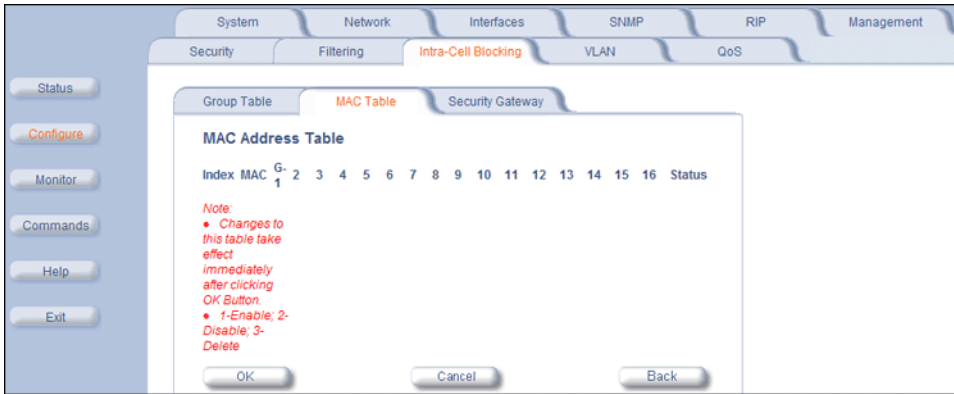 System Network Interfaces SNMP RIP Management
Security Filtering Intra-Cell Blocking VLAN QoS
Status
Configure
Monitor
Commands
Help
Exit
Group Table MAC Table Security Gateway
MAC Address Table
Index MAC G-1 2 3 4 5 6 7 8 9 10 11 12 13 14 15 16 Status
Note:
• Changes to
this table take
effect
immediately
after clicking
OK Button.
• 1-Enable; 2-
Disable; 3-
Delete
OK Cancel Back